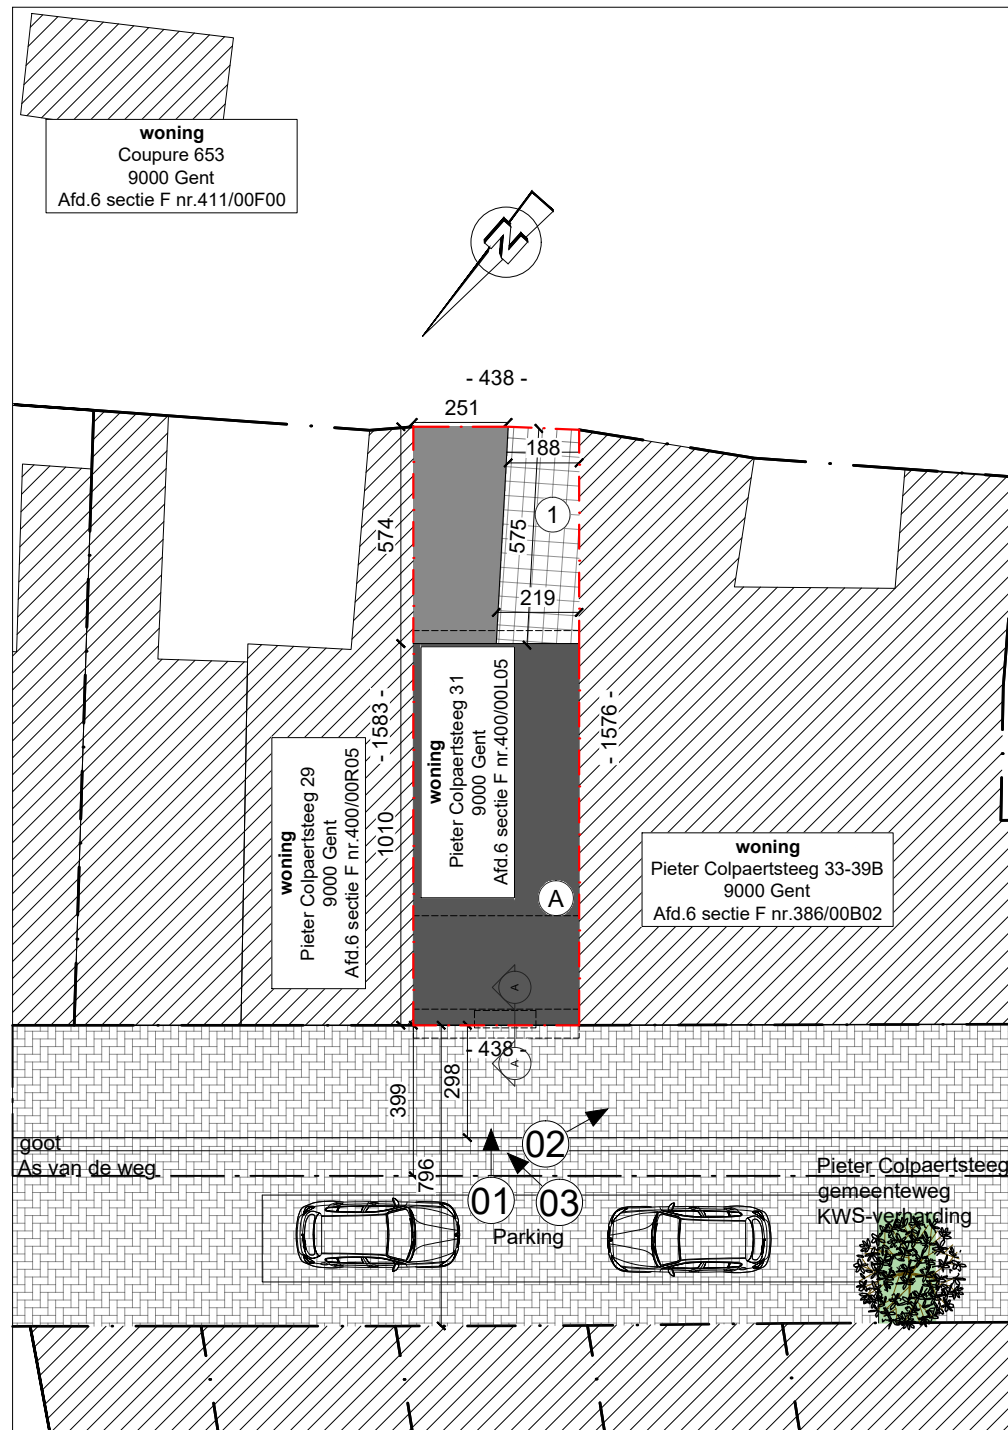 woning
Coupure 653
9000 Gent
Afd.6 sectie F nr.411/00F00
N
- 438 -
251
188
1
574
575
219
woning
Pieter Colpaertsteeg 31
9000 Gent
Afd.6 sectie F nr.400/00L05
- 1583 -
- 1576 -
1010
woning
Pieter Colpaertsteeg 29
9000 Gent
Afd.6 sectie F nr.400/00R05
woning
Pieter Colpaertsteeg 33-39B
9000 Gent
Afd.6 sectie F nr.386/00B02
A
A
- 438 -
A
298
399
796
goot
As van de weg
02
01
03
Parking
Pieter Colpaertsteeg
gemeenteweg
KWS-verharding